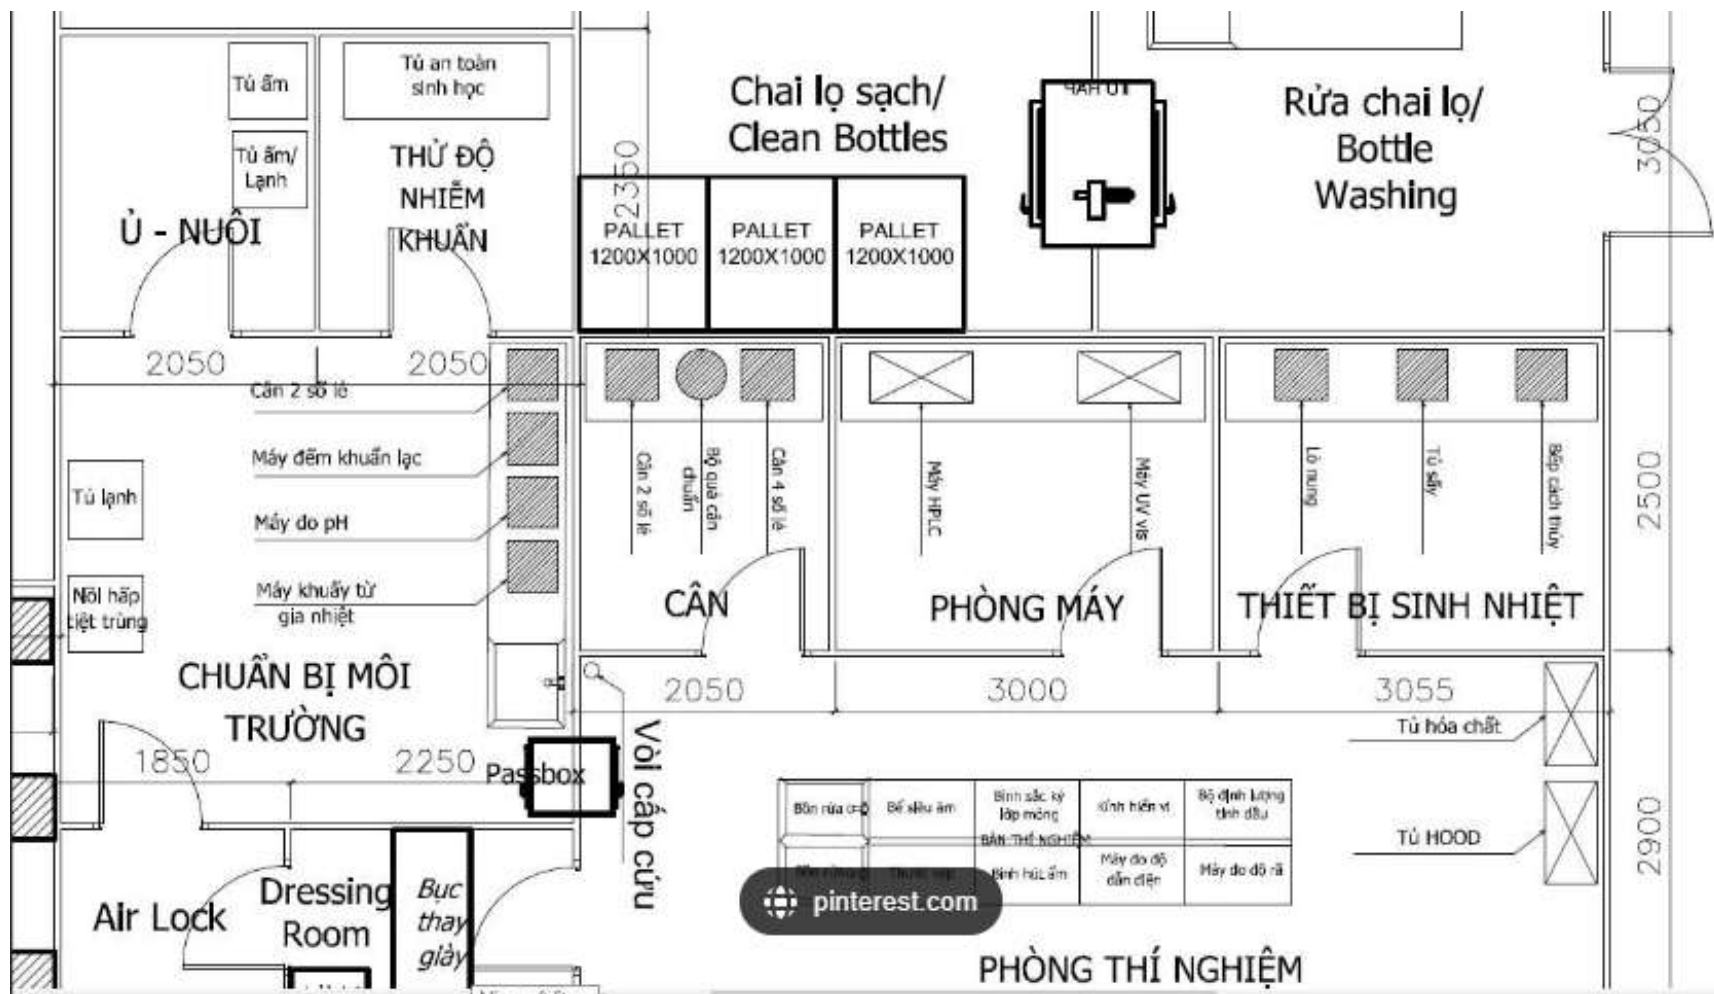 Tủ ấm
Tủ an toàn
sinh học
Chai lọ sạch/
Clean Bottles
Rửa chai lọ/
Bottle
Washing
3050
Tủ ấm/
Lạnh
THỬ ĐỘ
NHIỄM
KHUẨN
2350
Ủ - NUÔI
PALLET
1200X1000
PALLET
1200X1000
PALLET
1200X1000
2050
2050
Cân 2 số lẻ
Máy đếm khuẩn lạc
Máy đo pH
Máy khuấy từ
gia nhiệt
Tủ lạnh
Nồi hấp
tiệt trùng
CHUẨN BỊ MÔI
TRƯỜNG
Cân 2 số lẻ
Bộ quả cân
chuẩn
Cân 4 số lẻ
CÂN
Máy HPLC
Máy UV vis
PHÒNG MÁY
Lò nung
Tủ sấy
Bếp cách thủy
THIẾT BỊ SINH NHIỆT
2500
2050
3000
3055
1850
2250
Passbox
Vòi cấp cứu
Tủ hóa chất
Tủ HOOD
2900
Bồn rửa
Bể siêu âm
Bình sắc ký
lớp mỏng
Kính hiển vi
Bộ định lượng
tinh dầu
BÀN THÍ NGHIỆM
Bình hút ẩm
Máy đo độ
dẫn điện
Máy đo độ rã
pinterest.com
Air Lock
Dressing
Room
Bục
thay
giày
PHÒNG THÍ NGHIỆM